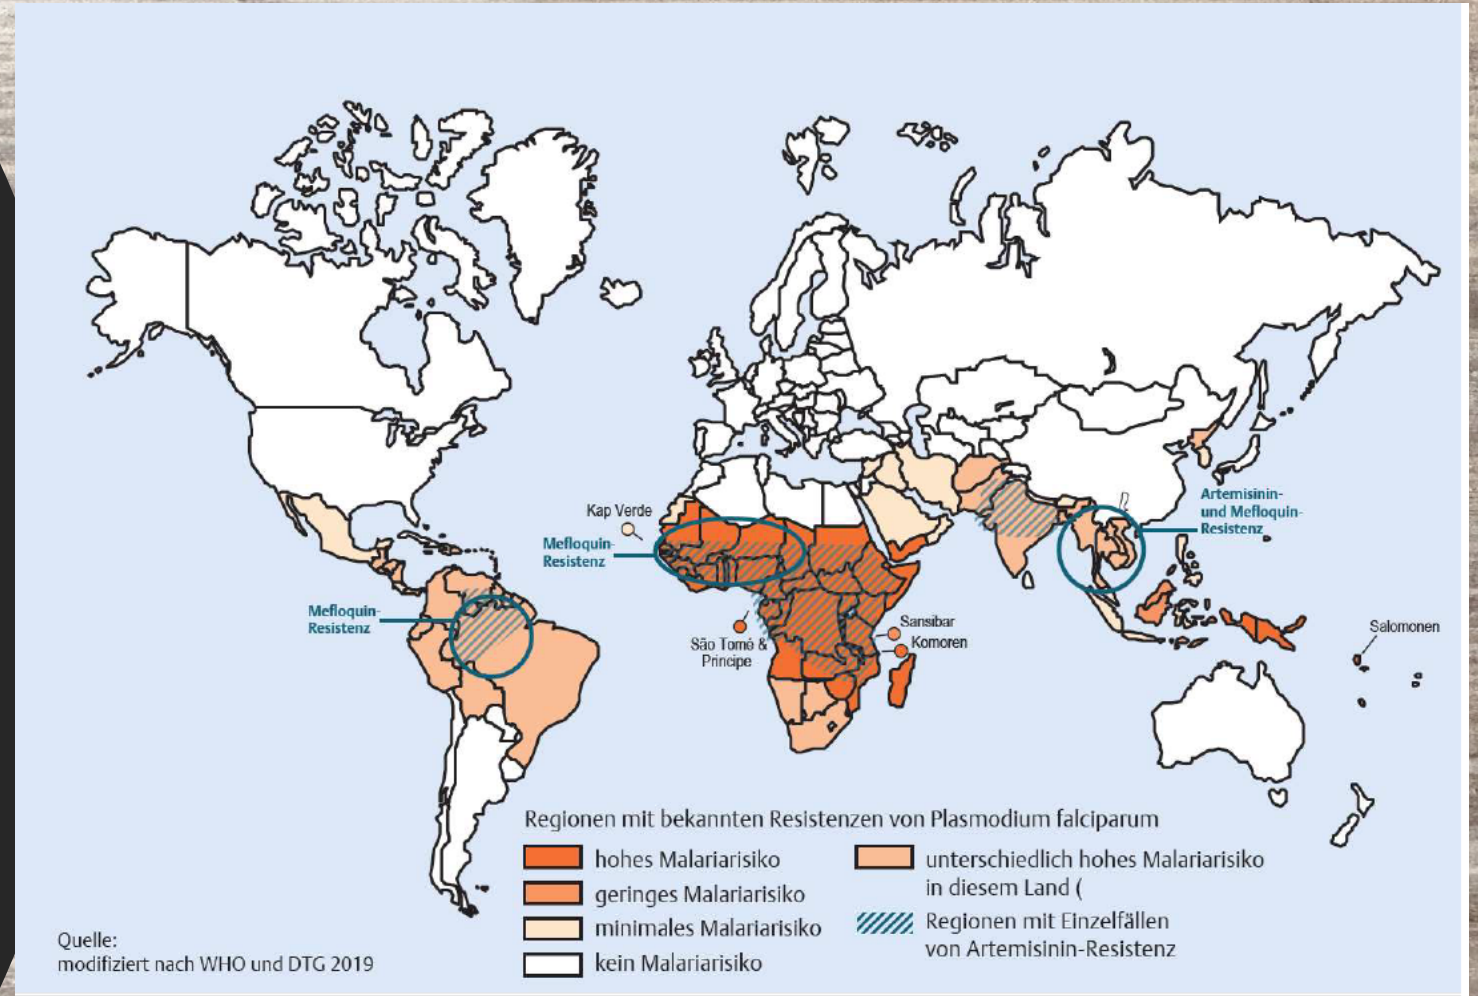 Kap Verde
Mefloquin-
Resistenz
Artemisinin-
und Mefloquin-
Resistenz
Mefloquin-
Resistenz
São Tomé &
Principe
Sansibar
Komoren
Salomonen
Regionen mit bekannten Resistenzen von Plasmodium falciparum
hohes Malariarisiko
geringes Malariarisiko
minimales Malariarisiko
kein Malariarisiko
unterschiedlich hohes Malariarisiko
in diesem Land (
Regionen mit Einzelfällen
von Artemisinin-Resistenz
Quelle:
modifiziert nach WHO und DTG 2019